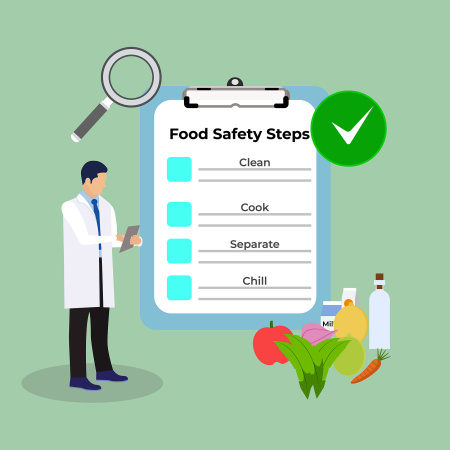 Food Safety Steps
Clean
Cook
Separate
Chill